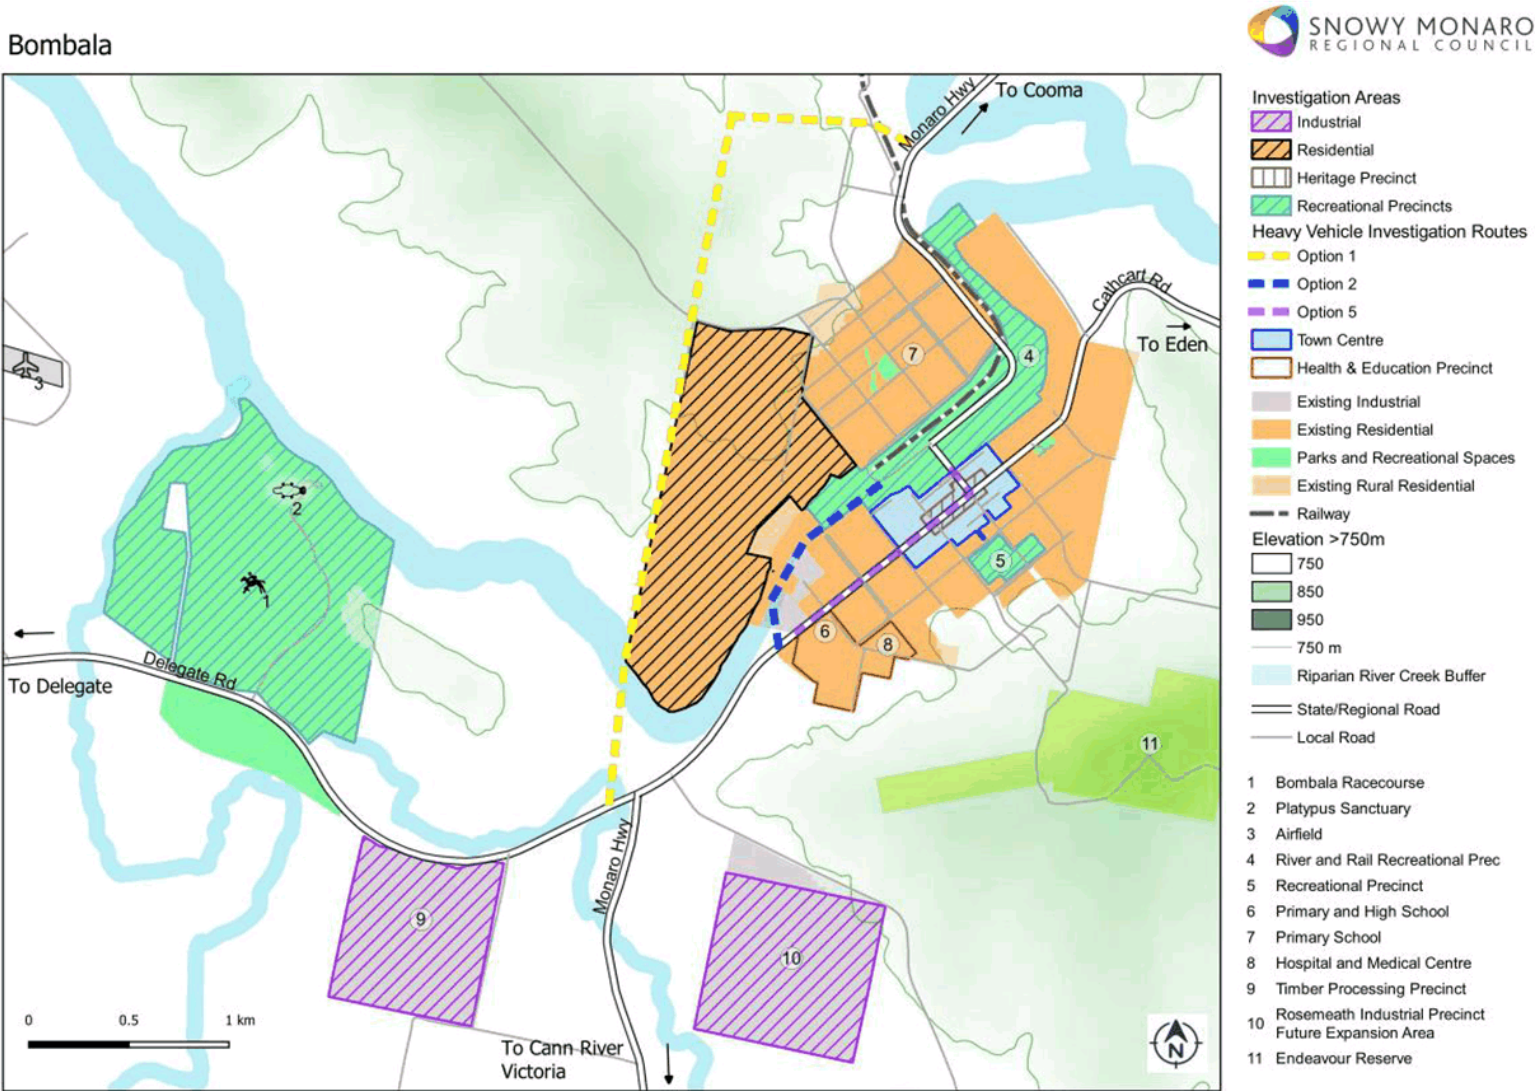 Bombala
SNOWY MONARO
REGIONAL COUNCIL
Monaro Hwy
To Cooma
Cathcart Rd
To Eden
7
4
3
2
1
5
6
8
Delegate Rd
To Delegate
11
Monaro Hwy
9
10
0 0.5 1 km
To Cann River
Victoria
N
Investigation Areas
Industrial
Residential
Heritage Precinct
Recreational Precincts
Heavy Vehicle Investigation Routes
Option 1
Option 2
Option 5
Town Centre
Health & Education Precinct
Existing Industrial
Existing Residential
Parks and Recreational Spaces
Existing Rural Residential
Railway
Elevation >750m
750
850
950
750 m
Riparian River Creek Buffer
State/Regional Road
Local Road
1 Bombala Racecourse
2 Platypus Sanctuary
3 Airfield
4 River and Rail Recreational Prec
5 Recreational Precinct
6 Primary and High School
7 Primary School
8 Hospital and Medical Centre
9 Timber Processing Precinct
10 Rosemeath Industrial Precinct
Future Expansion Area
11 Endeavour Reserve